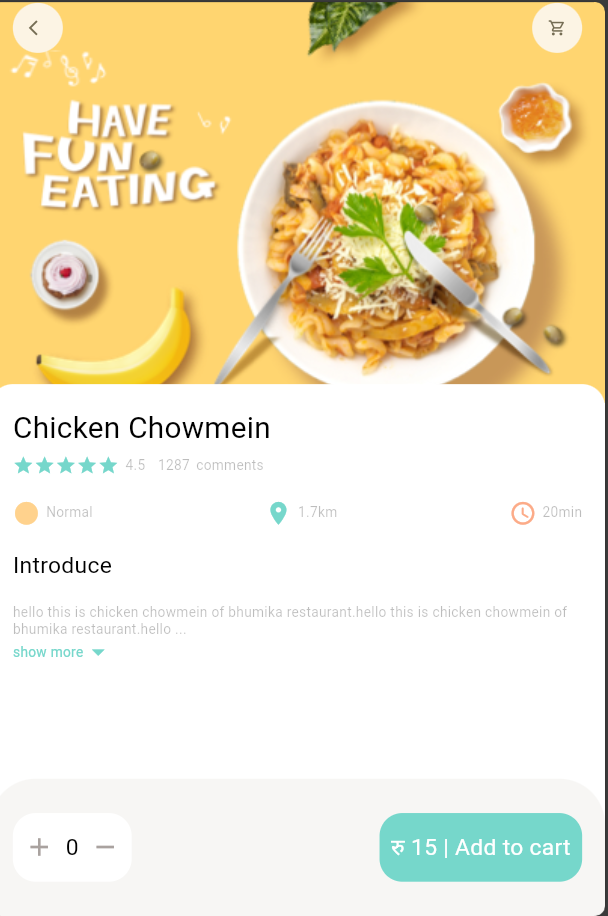 HAVE
FUN
EATING
Chicken Chowmein
4.5 1287 comments
Normal 1.7km 20min
Introduce
hello this is chicken chowmein of bhumika restaurant.hello this is chicken chowmein of
bhumika restaurant.hello ...
show more
0 रु 15 | Add to cart